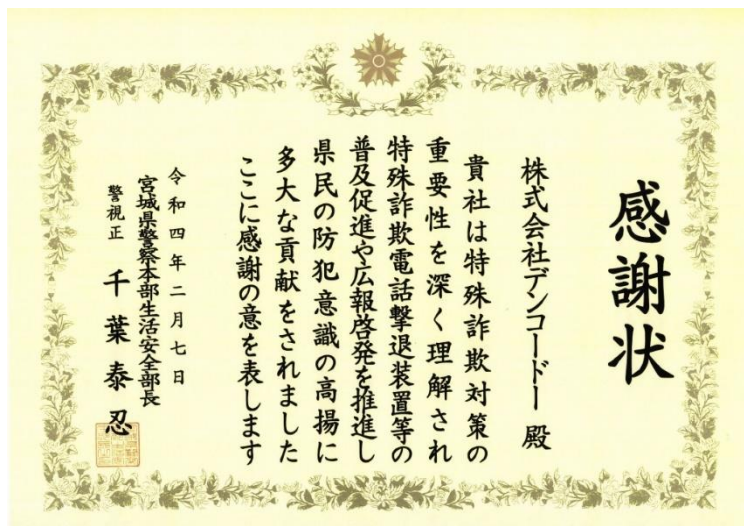 感謝状
株式会社デンコードー 殿
貴社は特殊詐欺対策の
重要性を深く理解され
特殊詐欺電話撃退装置等の
普及促進や広報啓発を推進し
県民の防犯意識の高揚に
多大な貢献をされました
ここに感謝の意を表します
令和四年二月七日
宮城県警察本部生活安全部長
警視正 千葉泰忍